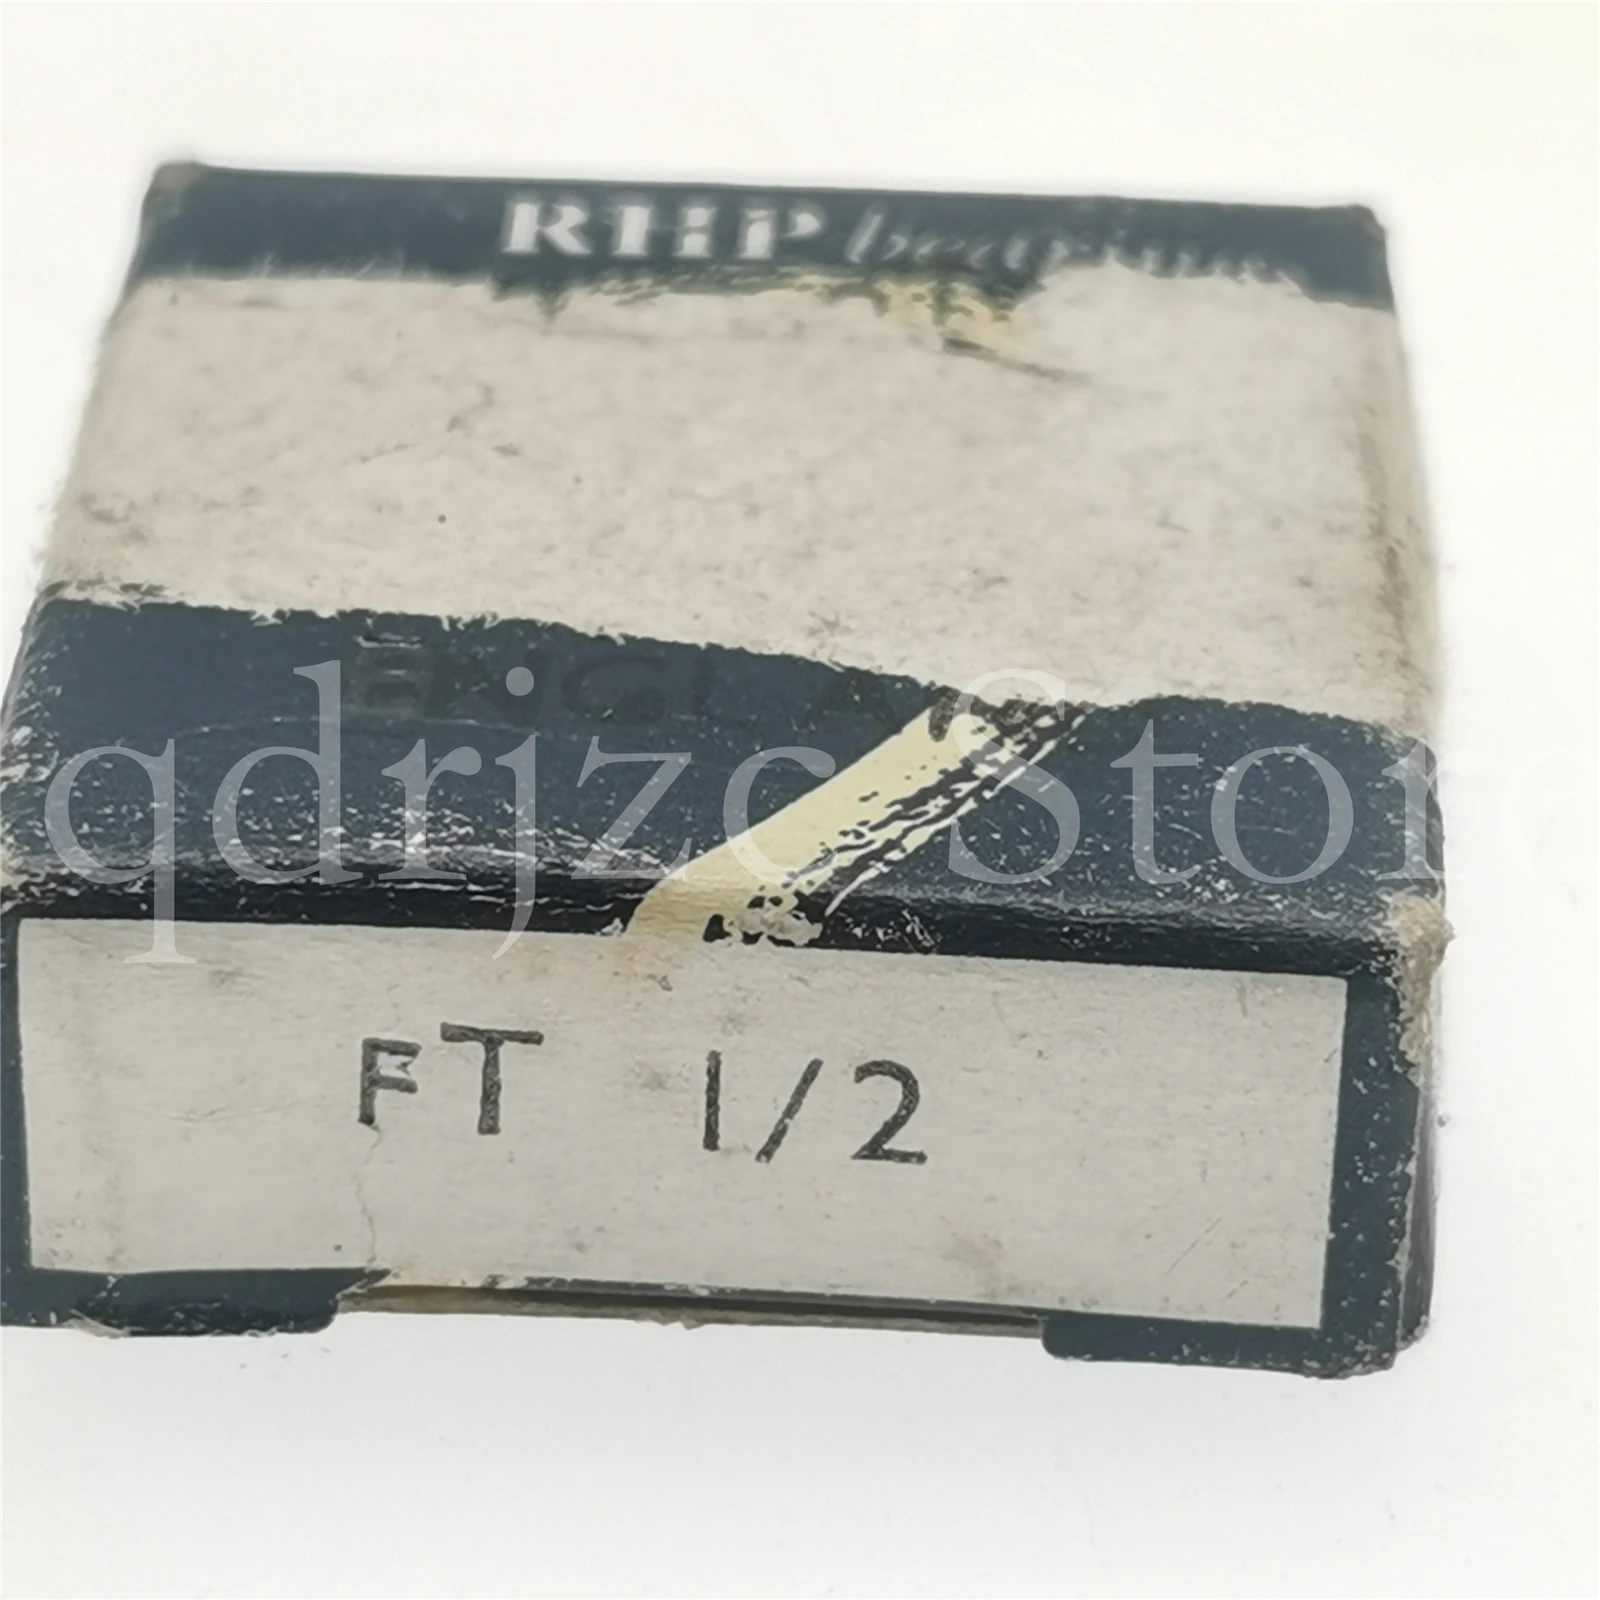 RHP bearings
ENGLAND
qdrjzc Store
FT 1/2